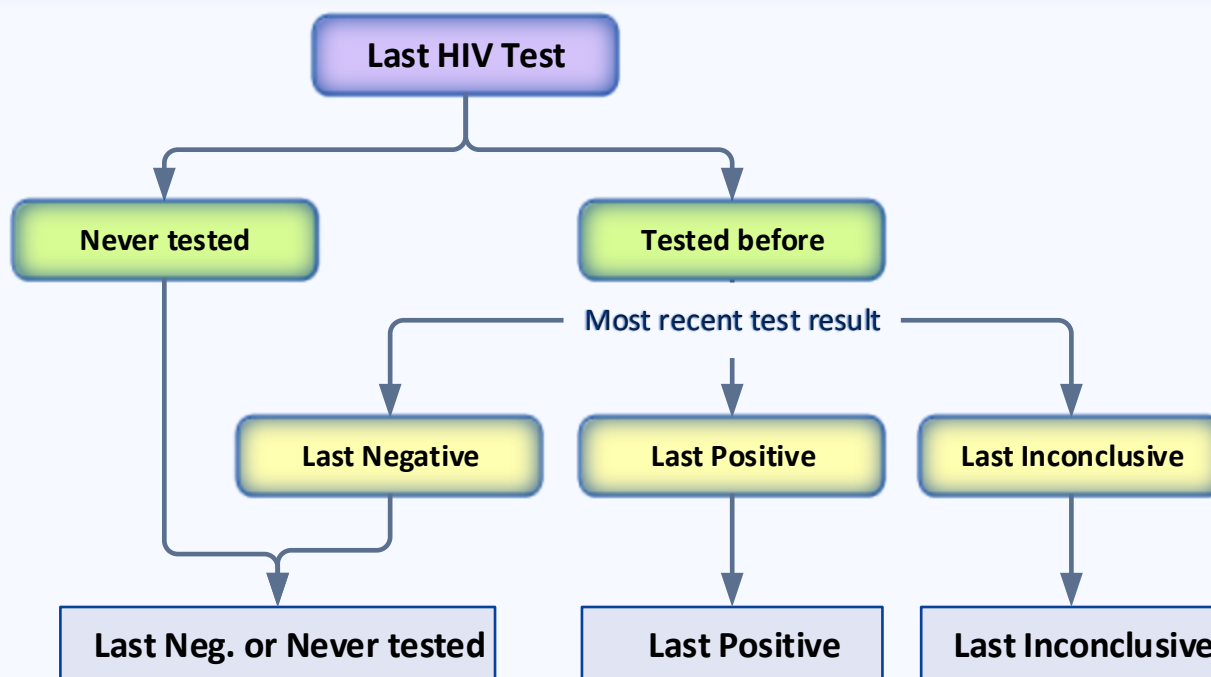 Last HIV Test
Never tested
Tested before
Most recent test result
Last Negative
Last Positive
Last Inconclusive
Last Neg. or Never tested
Last Positive
Last Inconclusive